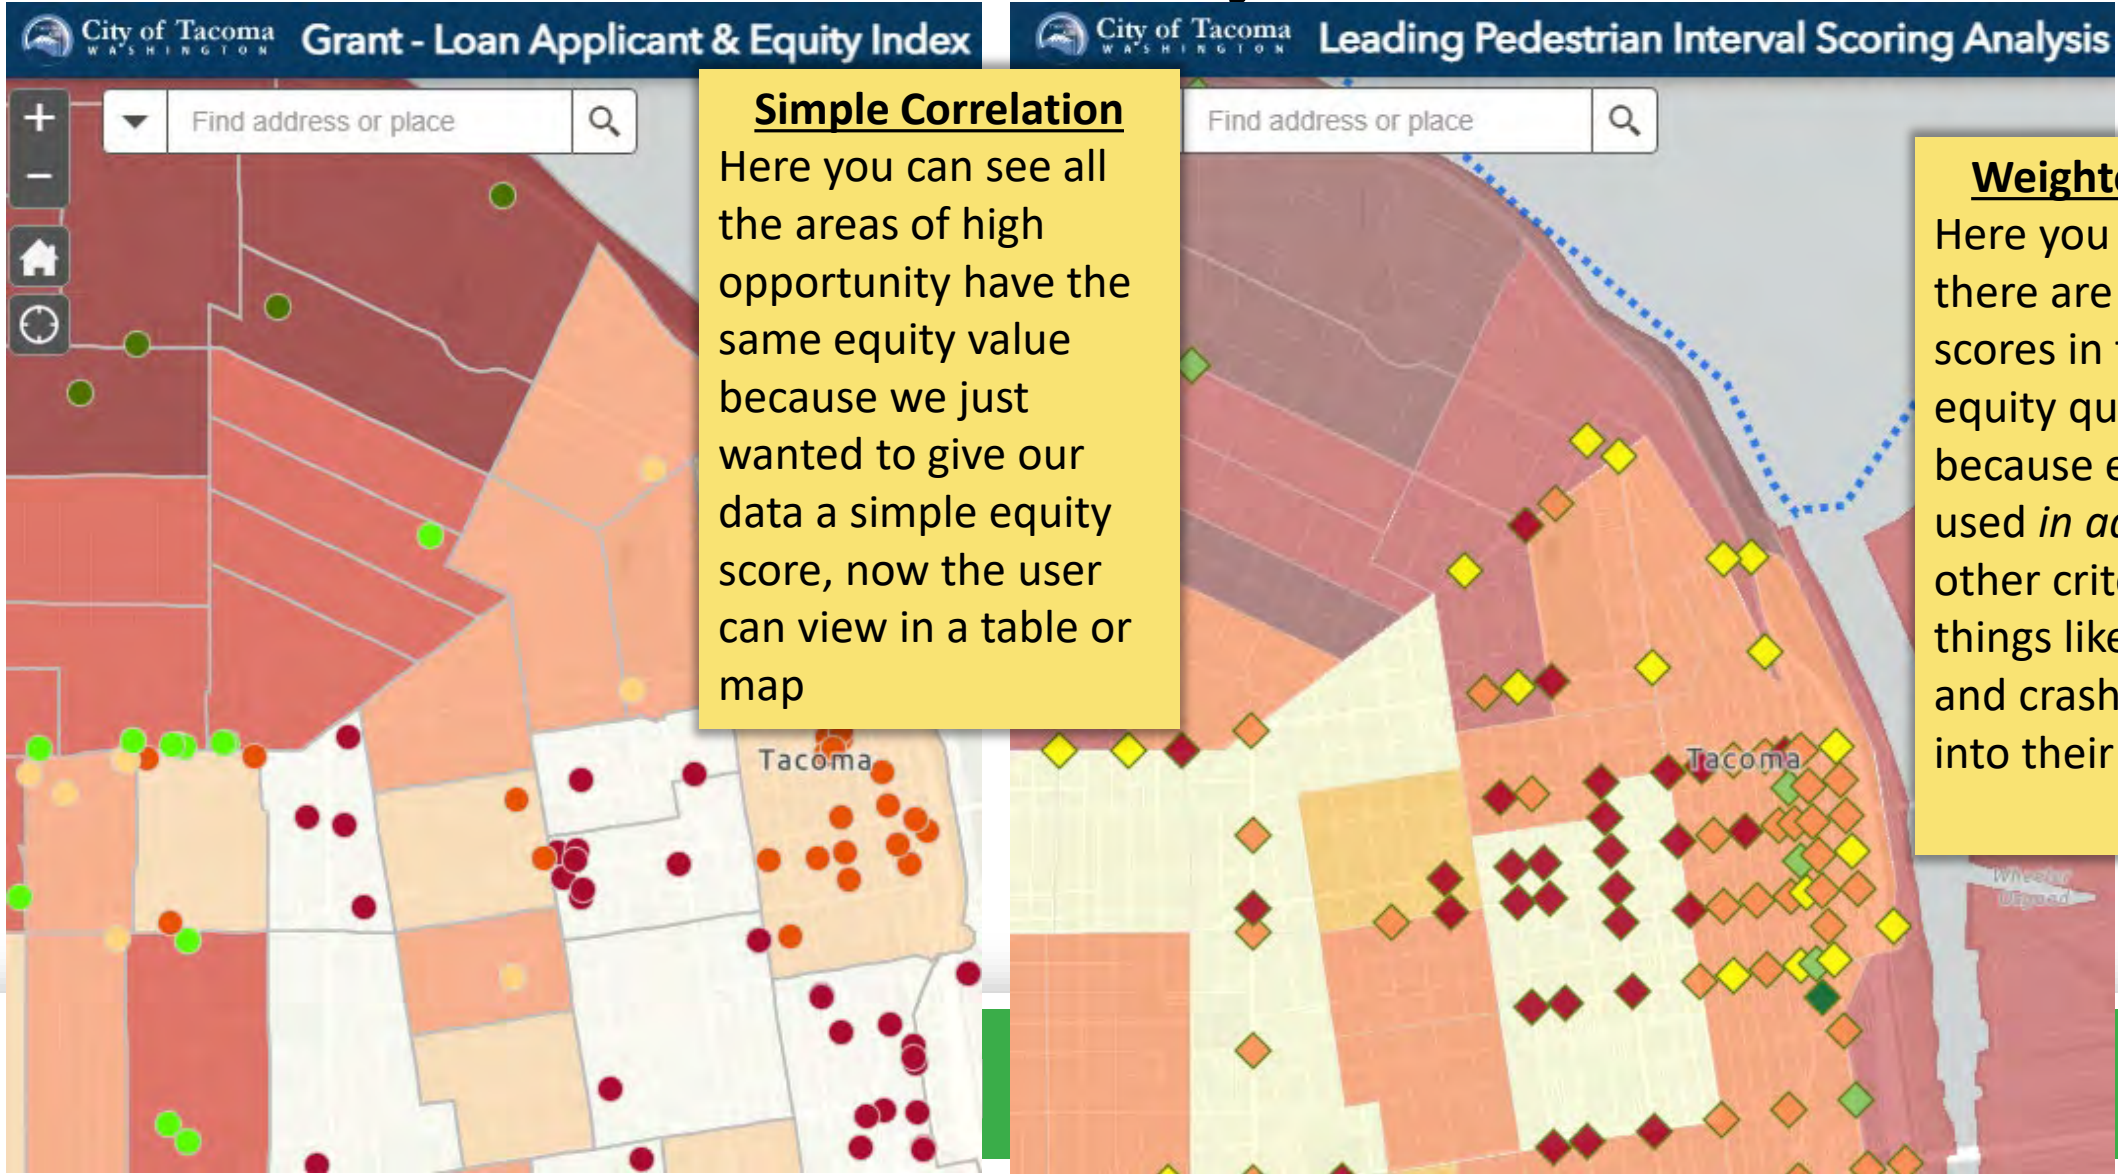 City of Tacoma
WASHINGTON
Grant - Loan Applicant & Equity Index
Find address or place
Simple Correlation
Here you can see all
the areas of high
opportunity have the
same equity value
because we just
wanted to give our
data a simple equity
score, now the user
can view in a table or
map
Tacoma
City of Tacoma
WASHINGTON
Leading Pedestrian Interval Scoring Analysis
Find address or place
Here you
there are
scores in
equity
because
used in
other
things like
and crash
into their
Tacoma